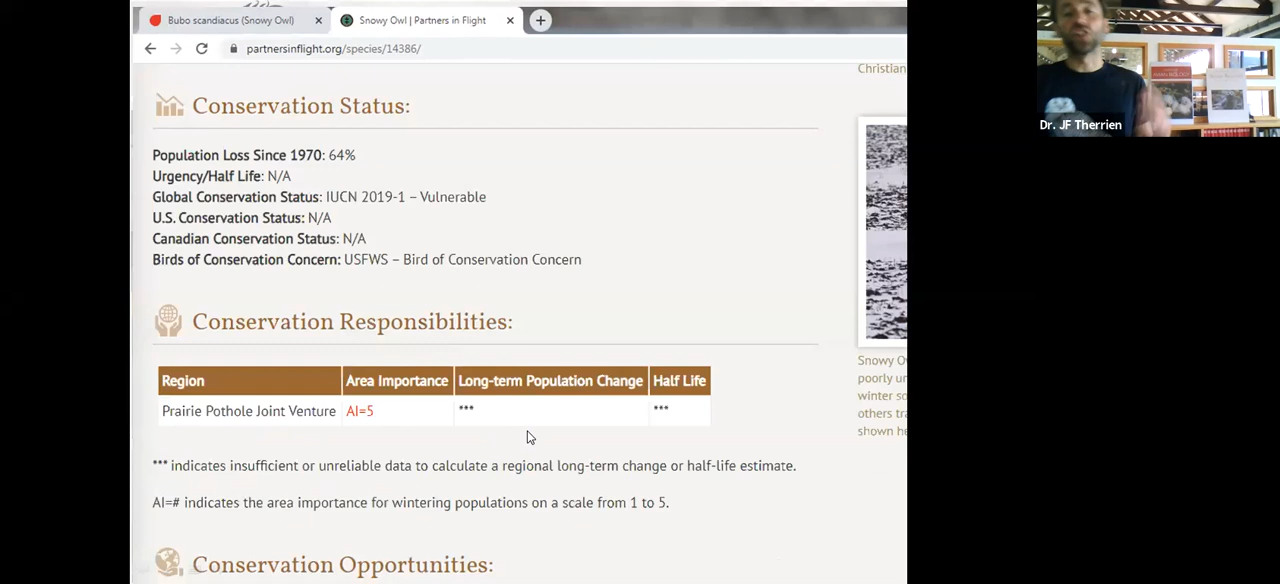 Bubo scandiacus (Snowy Owl)
Snowy Owl | Partners in Flight
partnersinflight.org/species/14386/
Christian
Conservation Status:
Population Loss Since 1970: 64%
Urgency/Half Life: N/A
Global Conservation Status: IUCN 2019-1 – Vulnerable
U.S. Conservation Status: N/A
Canadian Conservation Status: N/A
Birds of Conservation Concern: USFWS – Bird of Conservation Concern
Conservation Responsibilities:
Region Area Importance Long-term Population Change Half Life
Prairie Pothole Joint Venture AI=5 *** ***
*** indicates insufficient or unreliable data to calculate a regional long-term change or half-life estimate.
AI=# indicates the area importance for wintering populations on a scale from 1 to 5.
Conservation Opportunities:
Snowy O
poorly u
winter so
others tra
shown he
Dr. JF Therrien